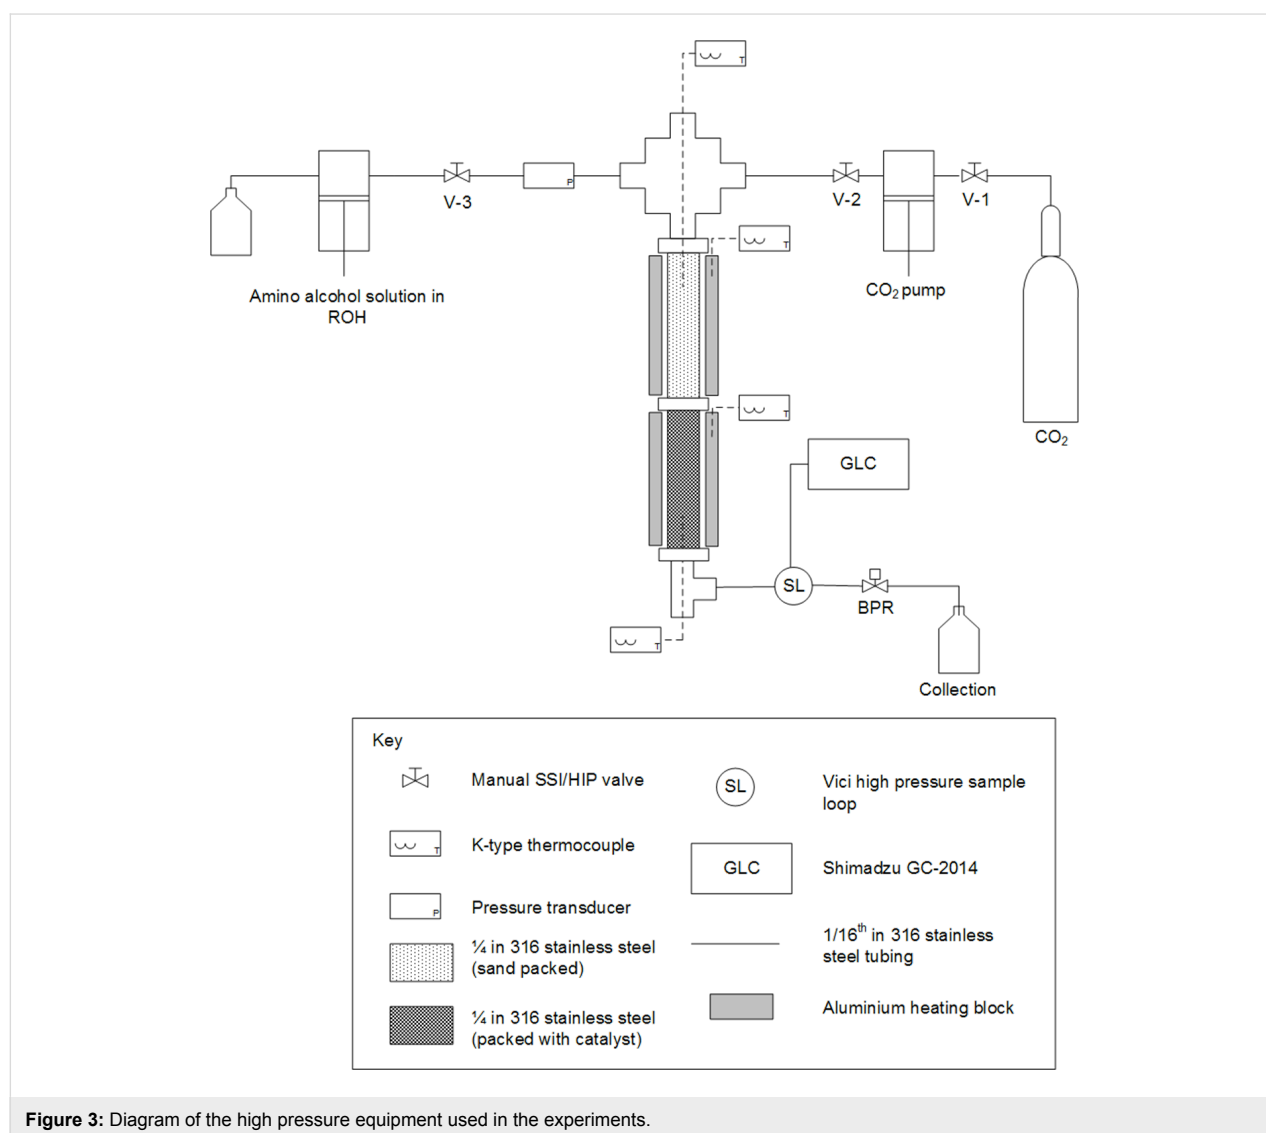 T
V-3
P
V-2
V-1
T
Amino alcohol solution in
ROH
CO₂ pump
T
CO₂
GLC
SL
BPR
T
Collection
Key
Manual SSI/HIP valve
SL
Vici high pressure sample
loop
T
K-type thermocouple
GLC
Shimadzu GC-2014
P
Pressure transducer
¼ in 316 stainless steel
(sand packed)
1/16th in 316 stainless
steel tubing
¼ in 316 stainless steel
(packed with catalyst)
Aluminium heating block
Figure 3: Diagram of the high pressure equipment used in the experiments.